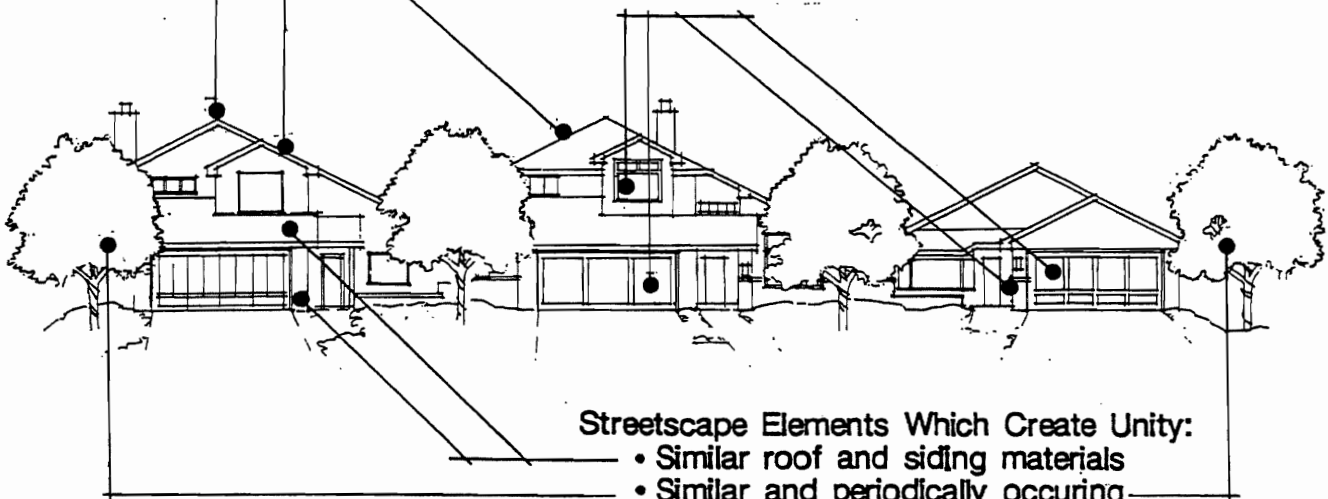 Streetscape Elements Which Create Unity:
• Similar roof and siding materials
• Similar and periodically occuring